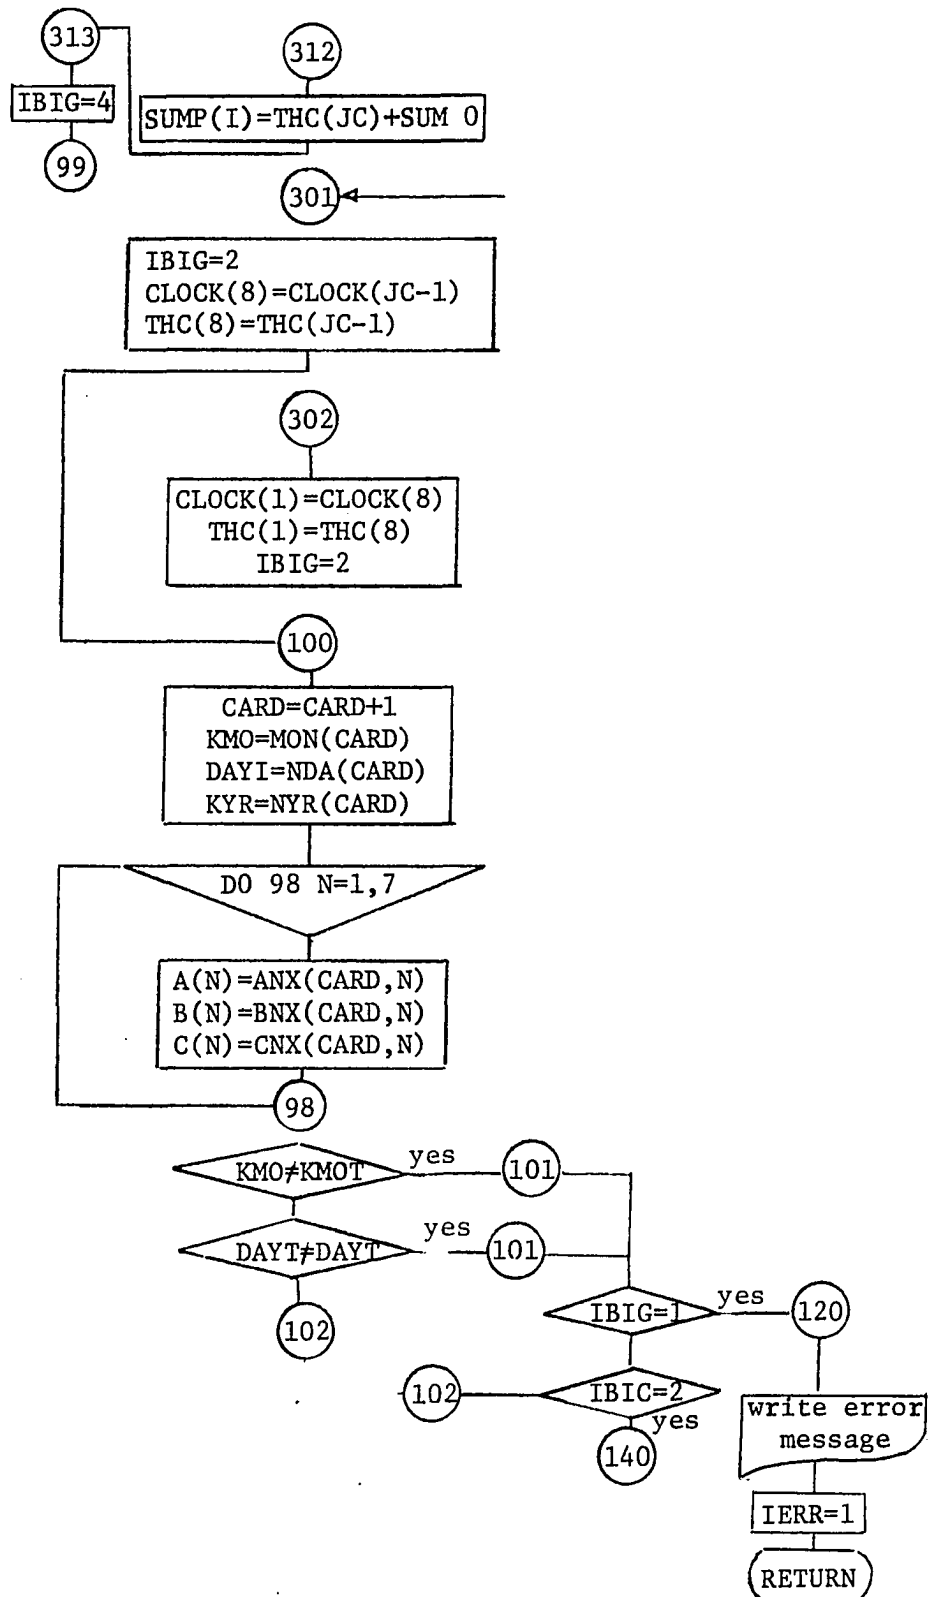 313
312
IBIG=4
SUMP(I)=THC(JC)+SUM 0
99
301
IBIG=2
CLOCK(8)=CLOCK(JC-1)
THC(8)=THC(JC-1)
302
CLOCK(1)=CLOCK(8)
THC(1)=THC(8)
IBIG=2
100
CARD=CARD+1
KMO=MON(CARD)
DAYI=NDA(CARD)
KYR=NYR(CARD)
DO 98 N=1,7
A(N)=ANX(CARD,N)
B(N)=BNX(CARD,N)
C(N)=CNX(CARD,N)
98
KMO≠KMOT
yes
101
DAYT≠DAYT
yes
101
102
IBIG=1
yes
120
102
IBIC=2
yes
140
write error
message
IERR=1
RETURN